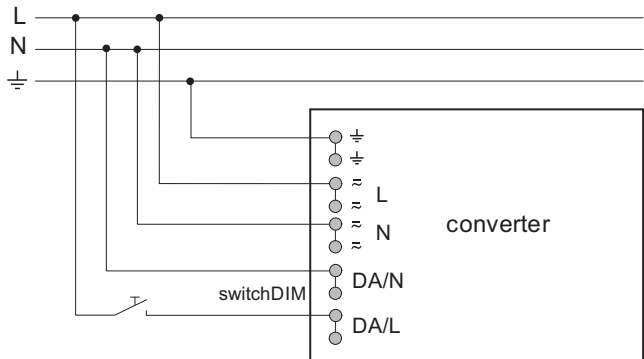 L
N
L
N
converter
DA/N
switchDIM
DA/L